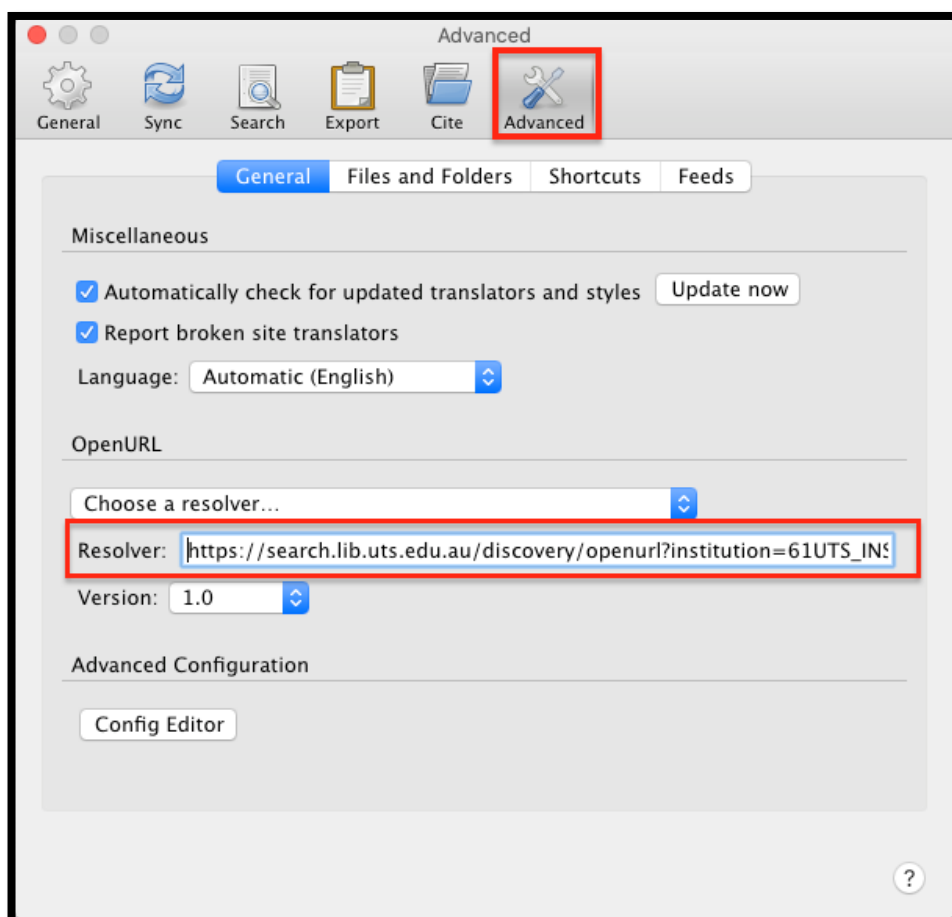 Advanced
General Sync Search Export Cite Advanced
General Files and Folders Shortcuts Feeds
Miscellaneous
Automatically check for updated translators and styles Update now
Report broken site translators
Language: Automatic (English)
OpenURL
Choose a resolver...
Resolver: https://search.lib.uts.edu.au/discovery/openurl?institution=61UTS_INS
Version: 1.0
Advanced Configuration
Config Editor
?